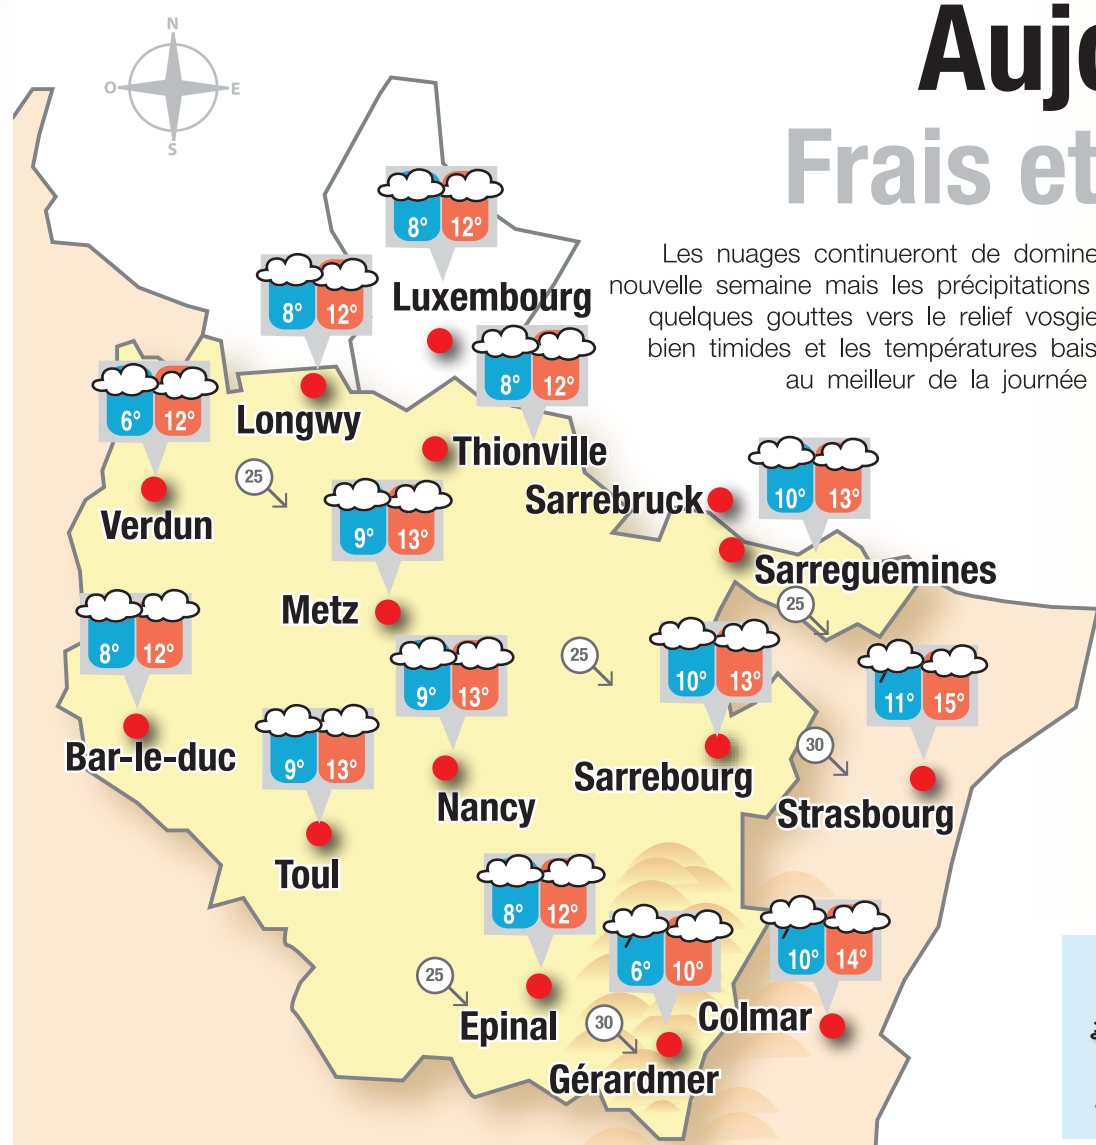 N
O E
S
Frais et
Les nuages continueront de
nouvelle semaine mais les précipitations
quelques gouttes vers le relief
bien timides et les températures
au meilleur de la journée
8° 12°
Luxembourg
8° 12°
Longwy
8° 12°
Thionville
6° 12°
Verdun
25
9° 13°
Metz
Sarrebruck
10° 13°
Sarreguemines
25
8° 12°
Bar-le-duc
9° 13°
Nancy
25
10° 13°
Sarrebourg
11° 15°
Strasbourg
30
9° 13°
Toul
8° 12°
Epinal
25
6° 10°
Gérardmer
30
10° 14°
Colmar